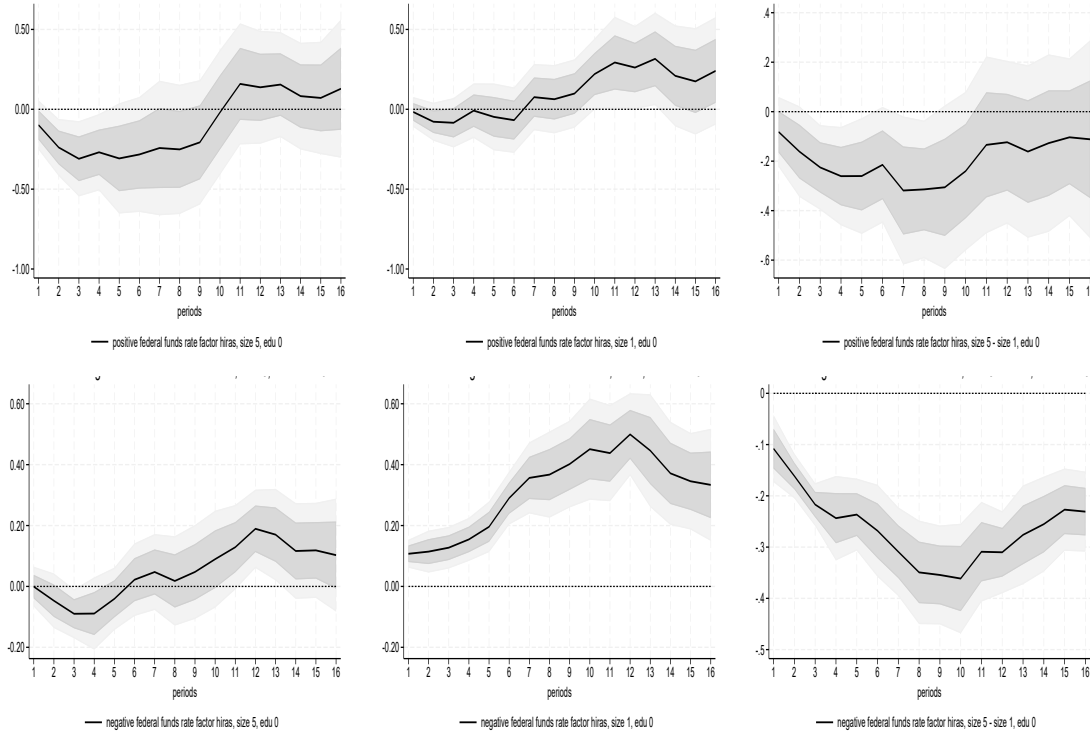 0.50
0.00
-0.50
-1.00
1 2 3 4 5 6 7 8 9 10 11 12 13 14 15 16
periods
positive federal funds rate factor hiras, size 5, edu 0
0.50
0.00
-0.50
-1.00
1 2 3 4 5 6 7 8 9 10 11 12 13 14 15 16
periods
positive federal funds rate factor hiras, size 1, edu 0
.4
.2
0
-.2
-.4
-.6
1 2 3 4 5 6 7 8 9 10 11 12 13 14 15
periods
positive federal funds rate factor hiras, size 5 - size 1, edu 0
0.60
0.40
0.20
0.00
-0.20
1 2 3 4 5 6 7 8 9 10 11 12 13 14 15 16
periods
negative federal funds rate factor hiras, size 5, edu 0
0.60
0.40
0.20
0.00
-0.20
1 2 3 4 5 6 7 8 9 10 11 12 13 14 15 16
periods
negative federal funds rate factor hiras, size 1, edu 0
0
-.1
-.2
-.3
-.4
-.5
1 2 3 4 5 6 7 8 9 10 11 12 13 14 15 16
periods
negative federal funds rate factor hiras, size 5 - size 1, edu 0